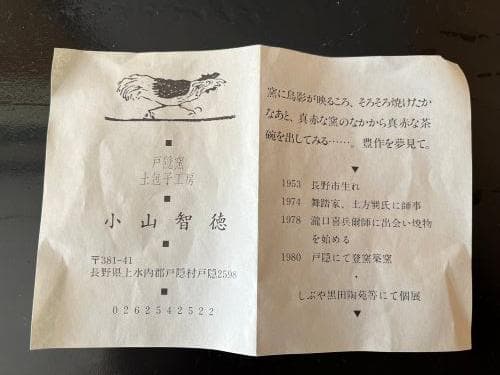 ■
戸隠窯
土包子工房
■
小山智徳
■
■
〒381-41
長野県上水内郡戸隠村戸隠2598
■
0262542522
窯に鳥影が映るころ、そろそろ焼けたか
なあと、真赤な窯のなかから真赤な茶
碗を出してみる……。豊作を夢見て。
▼
1953 長野市生れ
1974 舞踏家、土方巽氏に師事
1978 瀧口喜兵爾師に出会い焼物
を始める
1980 戸隠にて登窯築窯
・
しぶや黒田陶苑等にて個展
▼